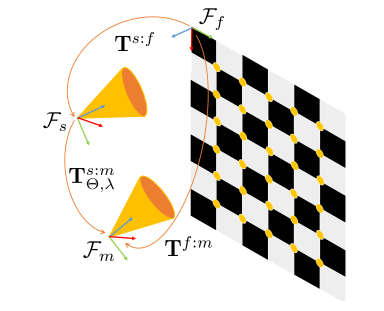 𝓕_f
T^{s:f}
𝓕_s
T^{s:m}_{Θ,λ}
𝓕_m
T^{f:m}